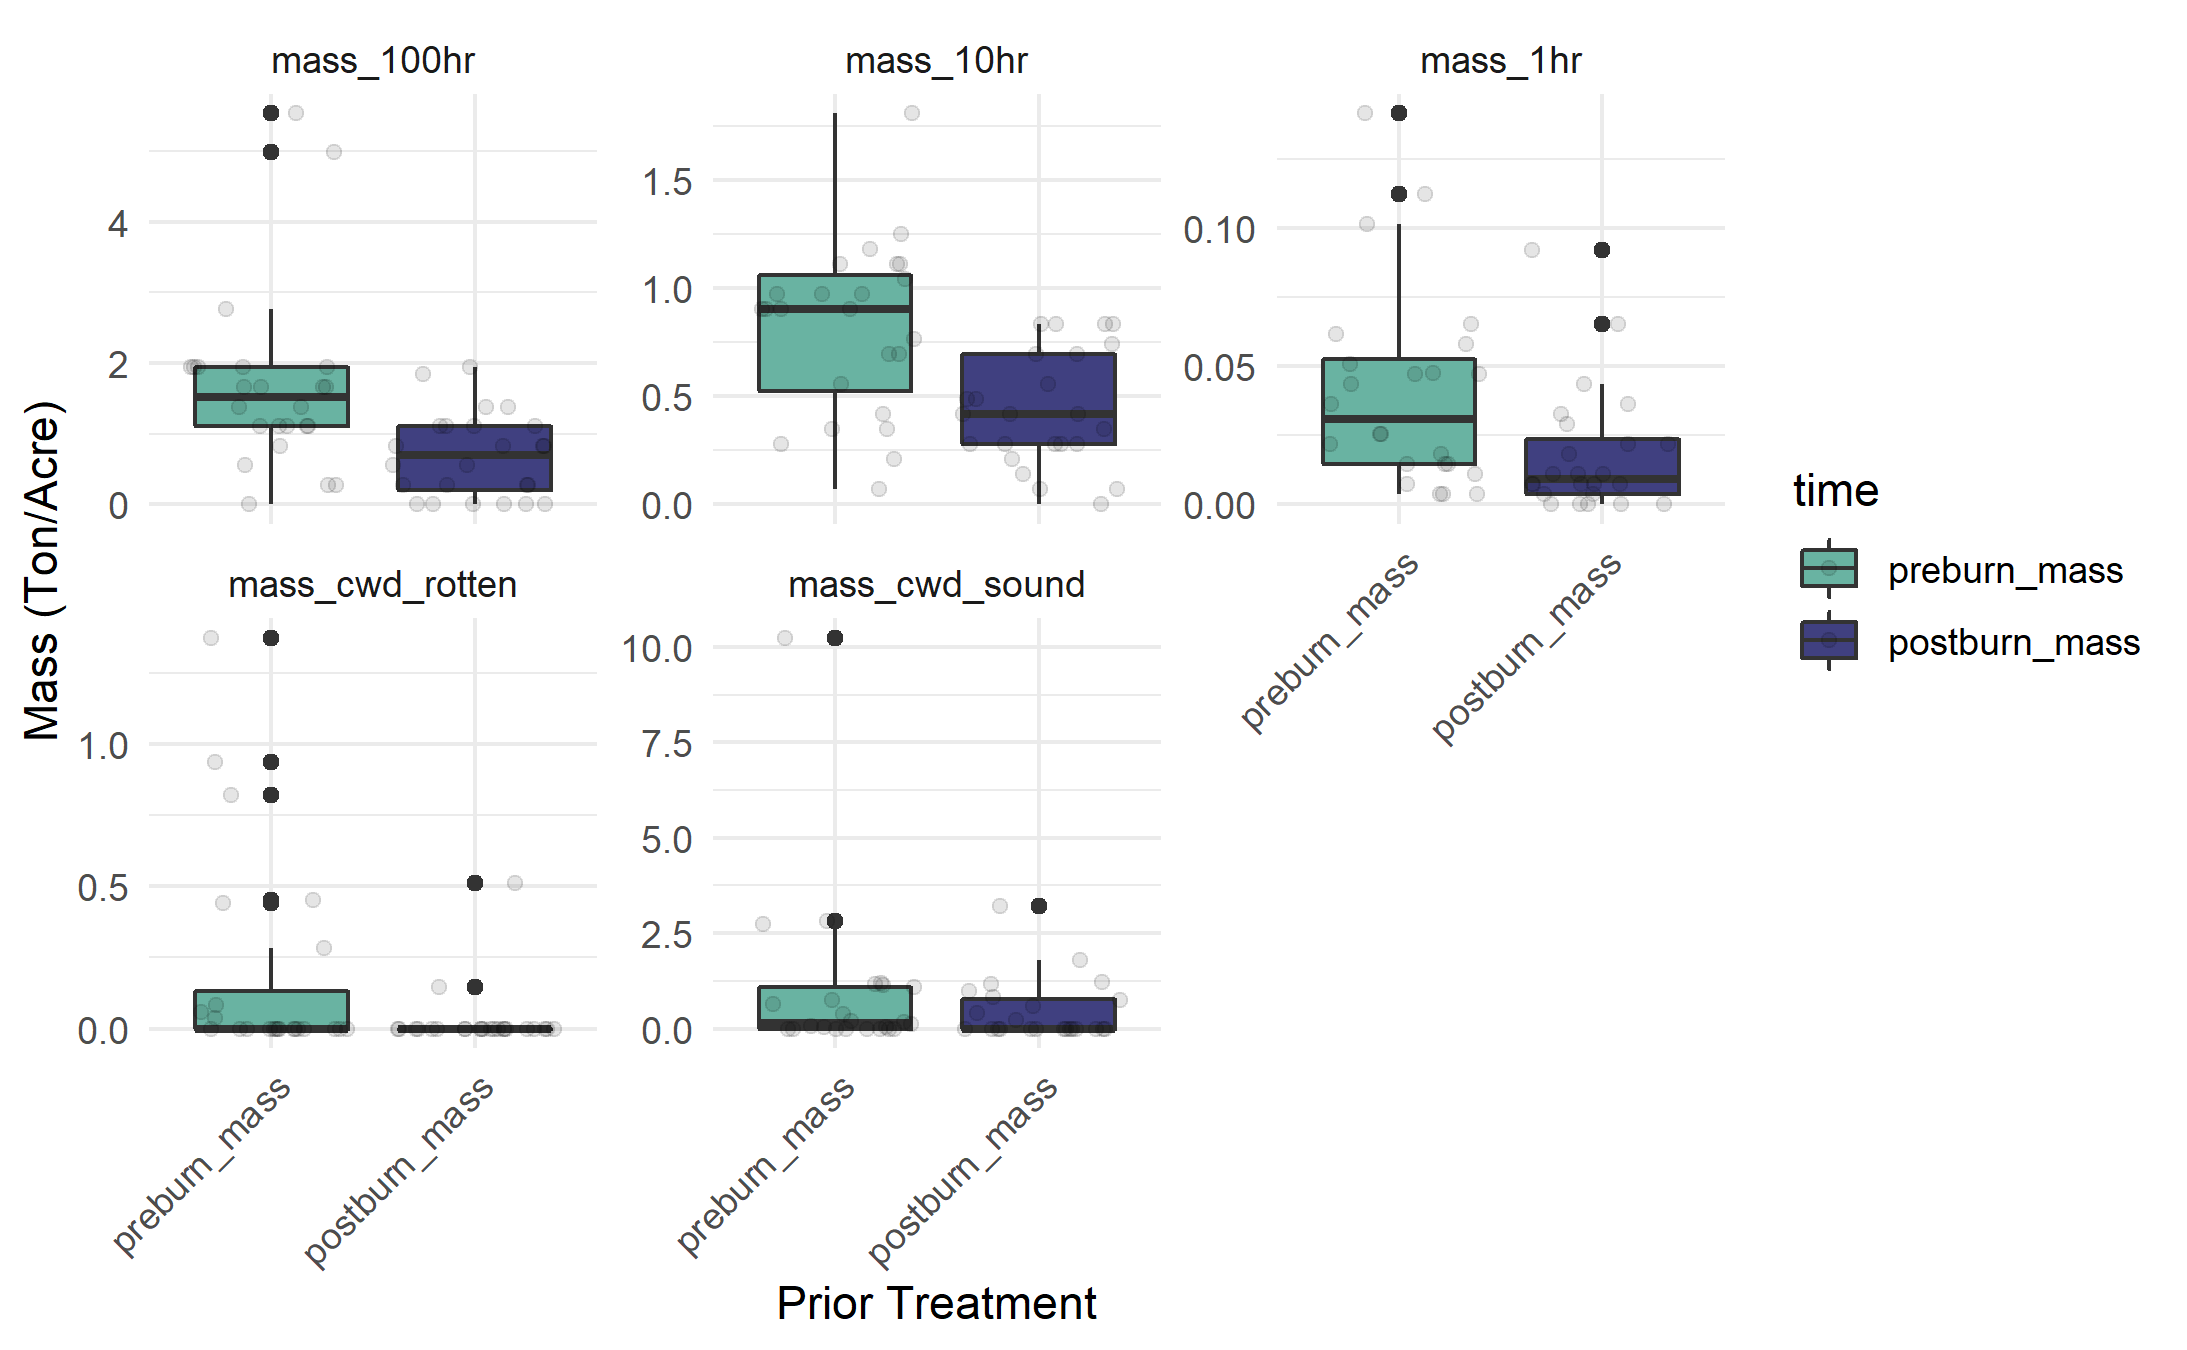 mass_100hr
mass_10hr
mass_1hr
4
2
0
1.5
1.0
0.5
0.0
0.10
0.05
0.00
preburn_mass
postburn_mass
mass_cwd_rotten
mass_cwd_sound
1.0
0.5
0.0
10.0
7.5
5.0
2.5
0.0
preburn_mass
postburn_mass
preburn_mass
postburn_mass
Mass (Ton/Acre)
Prior Treatment
time
preburn_mass
postburn_mass